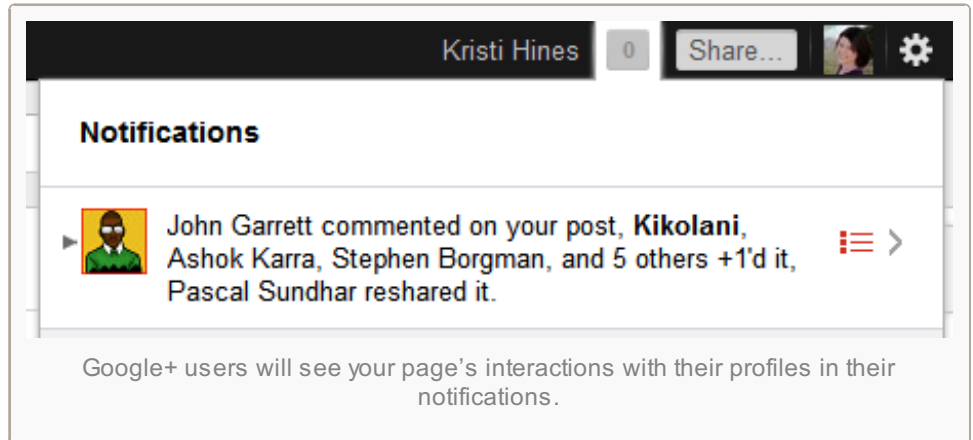 Kristi Hines 0 Share...
Notifications
John Garrett commented on your post, Kikolani,
Ashok Karra, Stephen Borgman, and 5 others +1'd it,
Pascal Sundhar reshared it.
Google+ users will see your page’s interactions with their profiles in their
notifications.